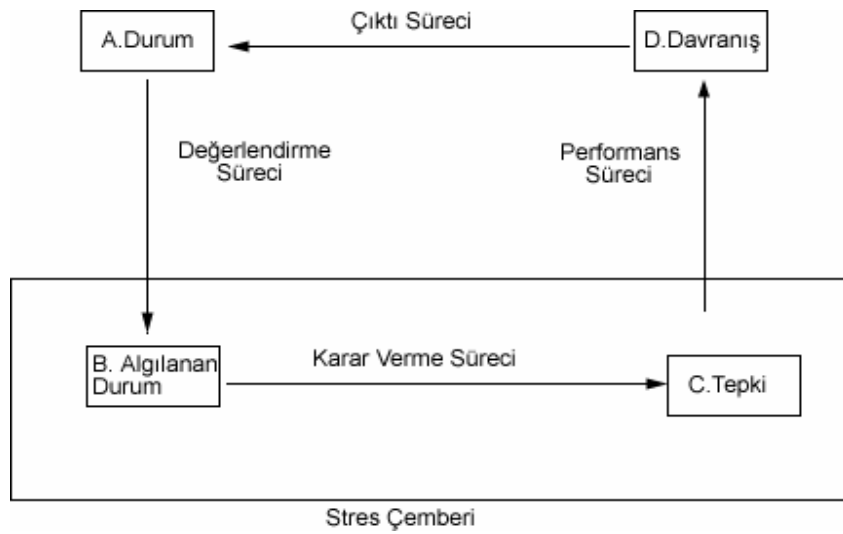 Çıktı Süreci
A.Durum
D.Davranış
Değerlendirme
Süreci
Performans
Süreci
B. Algılanan
Durum
Karar Verme Süreci
C.Tepki
Stres Çemberi